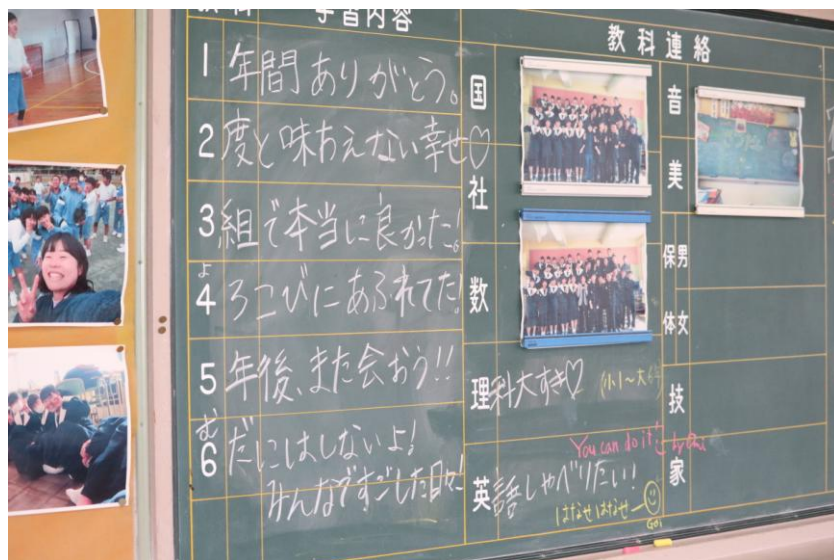 学習内容
1 年間ありがとう。
2 度と味わえない幸せ♡
3 組で本当に良かった!
よ
4 ろこびにあふれてた!
5 年後、また会おう!!
む
6 だにはしないよ!
みんなですごした日々!
教科連絡
国
社
数
理科大すき♡ (小1〜大
You can do it!
英語しゃべりたい!
はなせはなせー
Go!
音
美
保体
男
女
技
家